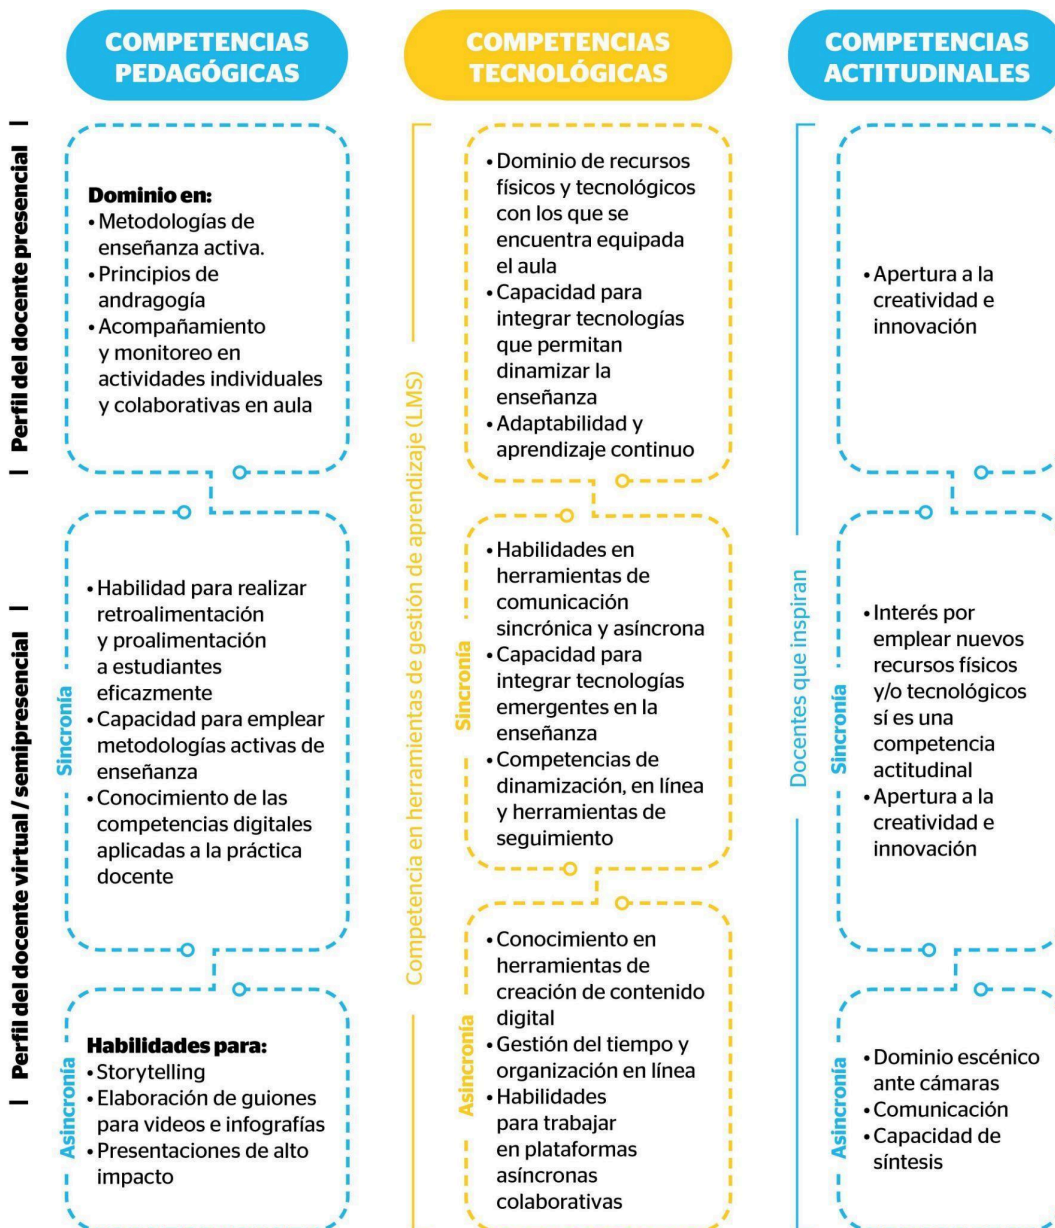 COMPETENCIAS
PEDAGÓGICAS
COMPETENCIAS
TECNOLÓGICAS
COMPETENCIAS
ACTITUDINALES
Perfil del docente presencial
Dominio en:
• Metodologías de
enseñanza activa.
• Principios de
andragogía
• Acompañamiento
y monitoreo en
actividades individuales
y colaborativas en aula
Competencia en herramientas de gestión de aprendizaje (LMS)
• Dominio de recursos
físicos y tecnológicos
con los que se
encuentra equipada
el aula
• Capacidad para
integrar tecnologías
que permitan
dinamizar la
enseñanza
• Adaptabilidad y
aprendizaje continuo
Docentes que inspiran
• Apertura a la
creatividad e
innovación
Perfil del docente virtual / semipresencial
Sincronía
• Habilidad para realizar
retroalimentación
y proalimentación
a estudiantes
eficazmente
• Capacidad para emplear
metodologías activas de
enseñanza
• Conocimiento de las
competencias digitales
aplicadas a la práctica
docente
Sincronía
• Habilidades en
herramientas de
comunicación
sincrónica y asíncrona
• Capacidad para
integrar tecnologías
emergentes en la
enseñanza
• Competencias de
dinamización, en línea
y herramientas de
seguimiento
Sincronía
• Interés por
emplear nuevos
recursos físicos
y/o tecnológicos
sí es una
competencia
actitudinal
• Apertura a la
creatividad e
innovación
Asincronía
Habilidades para:
• Storytelling
• Elaboración de guiones
para videos e infografías
• Presentaciones de alto
impacto
Asincronía
• Conocimiento en
herramientas de
creación de contenido
digital
• Gestión del tiempo y
organización en línea
• Habilidades
para trabajar
en plataformas
asíncronas
colaborativas
Asincronía
• Dominio escénico
ante cámaras
• Comunicación
• Capacidad de
síntesis